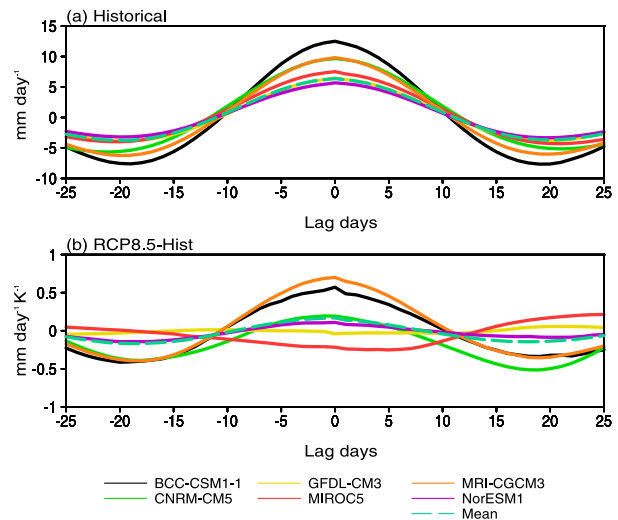 (a) Historical
15
10
5
0
-5
-10
mm day⁻¹
-25 -20 -15 -10 -5 0 5 10 15 20 25
Lag days
(b) RCP8.5-Hist
1
0.5
0
-0.5
-1
mm day⁻¹K⁻¹
-25 -20 -15 -10 -5 0 5 10 15 20 25
Lag days
BCC-CSM1-1 GFDL-CM3 MRI-CGCM3
CNRM-CM5 MIROC5 NorESM1
Mean